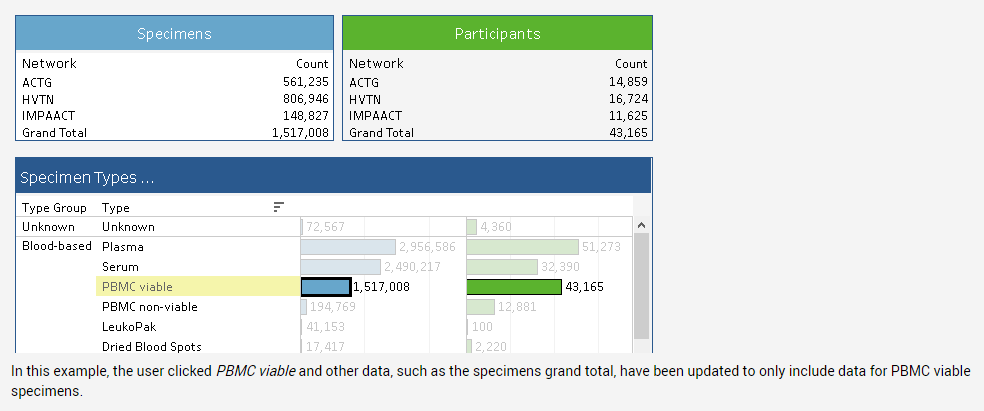 Specimens
Network Count
ACTG 561,235
HVTN 806,946
IMPAACT 148,827
Grand Total 1,517,008
Participants
Network Count
ACTG 14,859
HVTN 16,724
IMPAACT 11,625
Grand Total 43,165
Specimen Types ...
Type Group Type
Unknown Unknown 72,567 4,360
Blood-based Plasma 2,956,586 51,273
Serum 2,490,217 32,390
PBMC viable 1,517,008 43,165
PBMC non-viable 194,769 12,881
LeukoPak 41,153 100
Dried Blood Spots 17,417 2,220
In this example, the user clicked PBMC viable and other data, such as the specimens grand total, have been updated to only include data for PBMC viable
specimens.